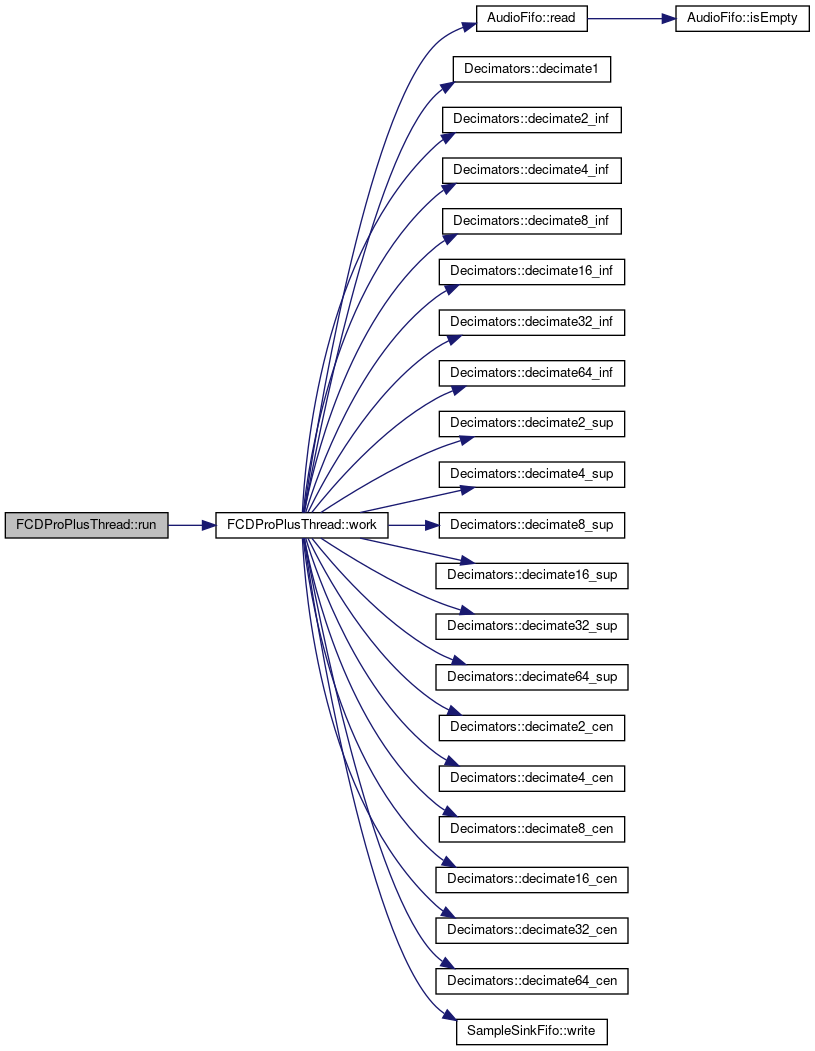 AudioFifo::read
AudioFifo::isEmpty
Decimators::decimate1
Decimators::decimate2_inf
Decimators::decimate4_inf
Decimators::decimate8_inf
Decimators::decimate16_inf
Decimators::decimate32_inf
Decimators::decimate64_inf
Decimators::decimate2_sup
Decimators::decimate4_sup
FCDProPlusThread::run
FCDProPlusThread::work
Decimators::decimate8_sup
Decimators::decimate16_sup
Decimators::decimate32_sup
Decimators::decimate64_sup
Decimators::decimate2_cen
Decimators::decimate4_cen
Decimators::decimate8_cen
Decimators::decimate16_cen
Decimators::decimate32_cen
Decimators::decimate64_cen
SampleSinkFifo::write